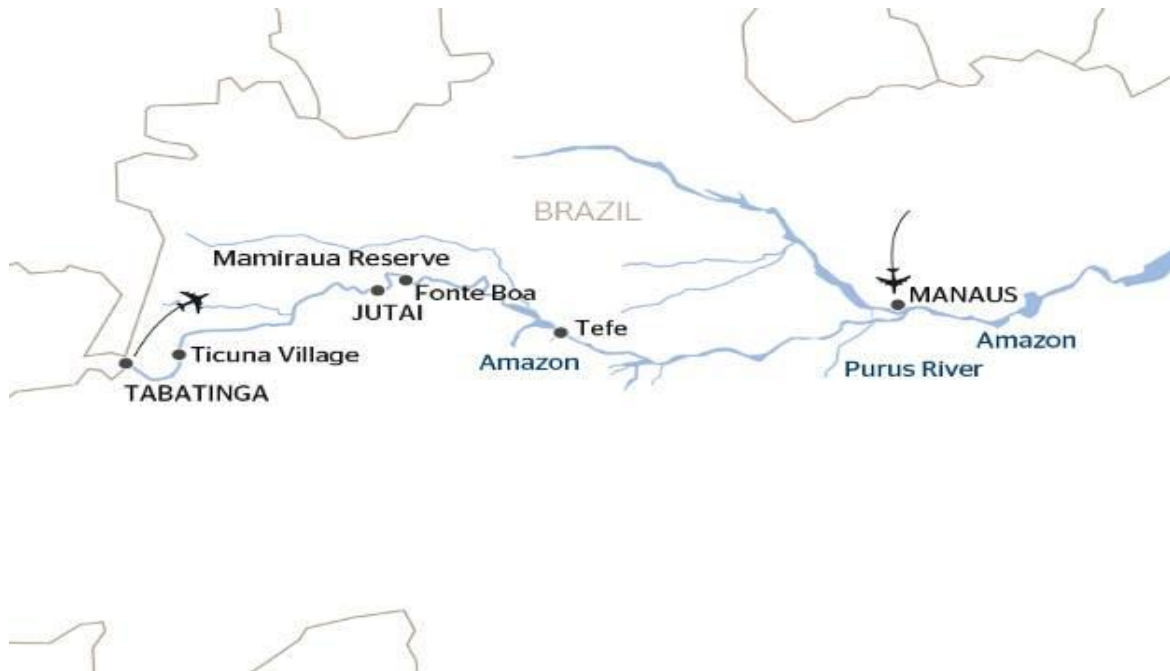 BRAZIL
Mamiraua Reserve
Fonte Boa
MANAUS
JUTAI
Tefe
Amazon
Ticuna Village
Amazon
Purus River
TABATINGA